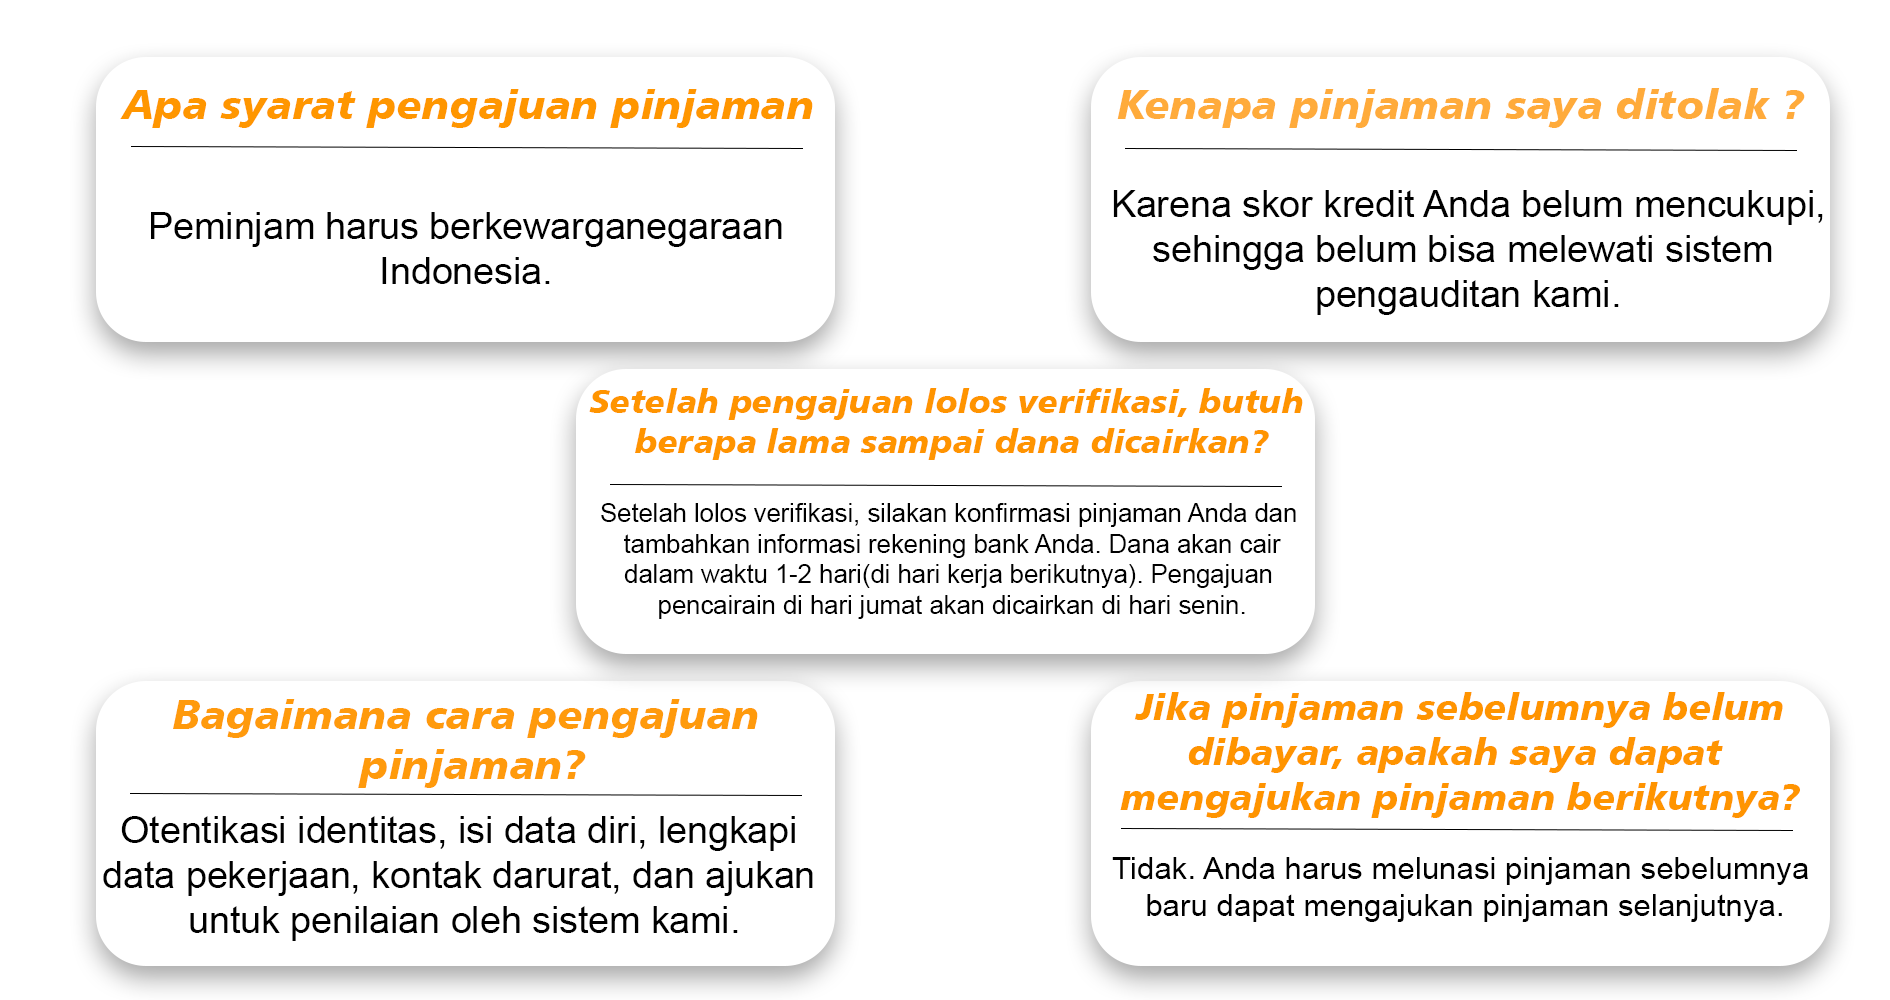 Apa syarat pengajuan pinjaman
Peminjam harus berkewarganegaraan
Indonesia.
Kenapa pinjaman saya ditolak ?
Karena skor kredit Anda belum mencukupi,
sehingga belum bisa melewati sistem
pengauditan kami.
Setelah pengajuan lolos verifikasi, butuh
berapa lama sampai dana dicairkan?
Setelah lolos verifikasi, silakan konfirmasi pinjaman Anda dan
tambahkan informasi rekening bank Anda. Dana akan cair
dalam waktu 1-2 hari(di hari kerja berikutnya). Pengajuan
pencairain di hari jumat akan dicairkan di hari senin.
Bagaimana cara pengajuan
pinjaman?
Otentikasi identitas, isi data diri, lengkapi
data pekerjaan, kontak darurat, dan ajukan
untuk penilaian oleh sistem kami.
Jika pinjaman sebelumnya belum
dibayar, apakah saya dapat
mengajukan pinjaman berikutnya?
Tidak. Anda harus melunasi pinjaman sebelumnya
baru dapat mengajukan pinjaman selanjutnya.